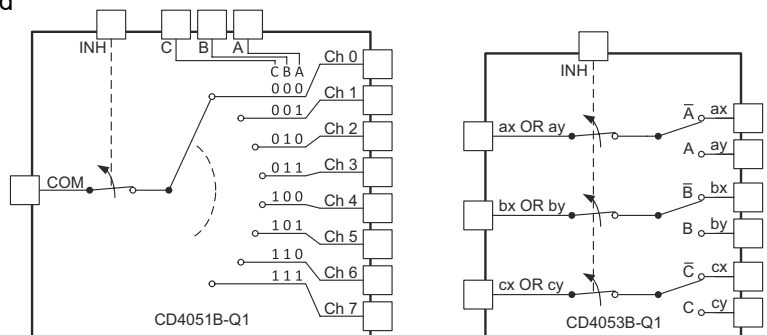 d
INH C B A
C B A
Ch 0
0 0 0
Ch 1
0 0 1
Ch 2
0 1 0
Ch 3
0 1 1
COM
Ch 4
1 0 0
Ch 5
1 0 1
Ch 6
1 1 0
Ch 7
1 1 1
CD4051B-Q1
INH
A̅ ax
ax OR ay
A ay
B̅ bx
bx OR by
B by
C̅ cx
cx OR cy
C cy
CD4053B-Q1